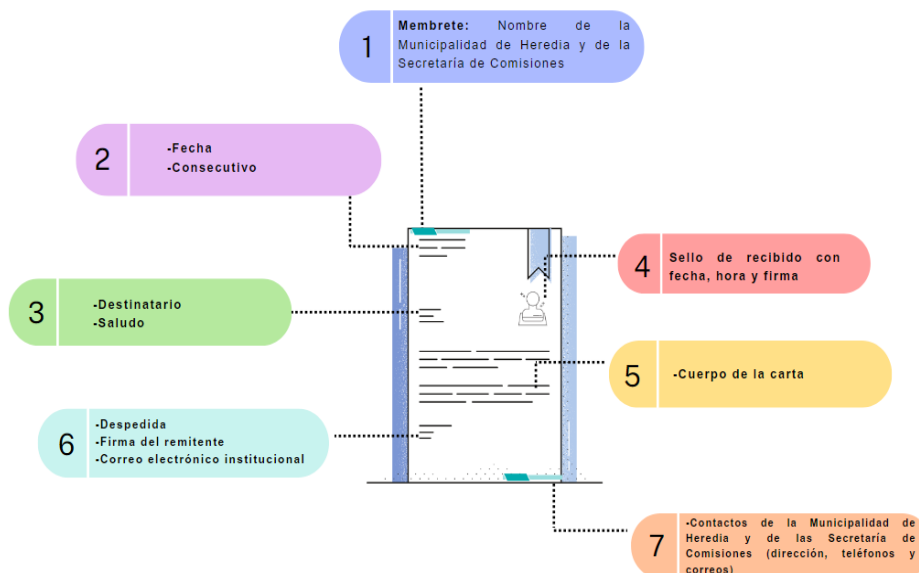 1
Membrete: Nombre de la
Municipalidad de Heredia y de la
Secretaría de Comisiones
2
-Fecha
-Consecutivo
3
-Destinatario
-Saludo
4
Sello de recibido con
fecha, hora y firma
5
-Cuerpo de la carta
6
-Despedida
-Firma del remitente
-Correo electrónico institucional
7
-Contactos de la Municipalidad de
Heredia y de las Secretaría de
Comisiones (dirección, teléfonos y
correos)